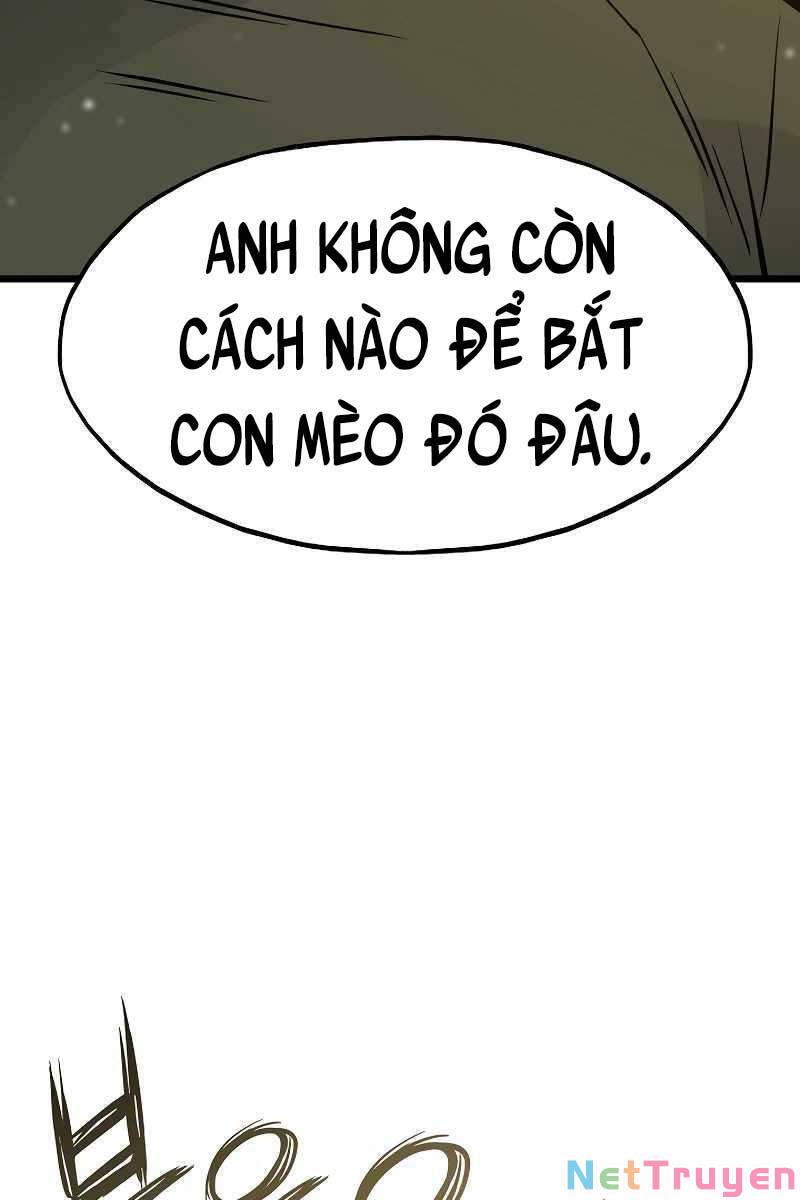 ANH KHÔNG CÒN
CÁCH NÀO ĐỂ BẮT
CON MÈO ĐÓ ĐÂU.
NetTruyen